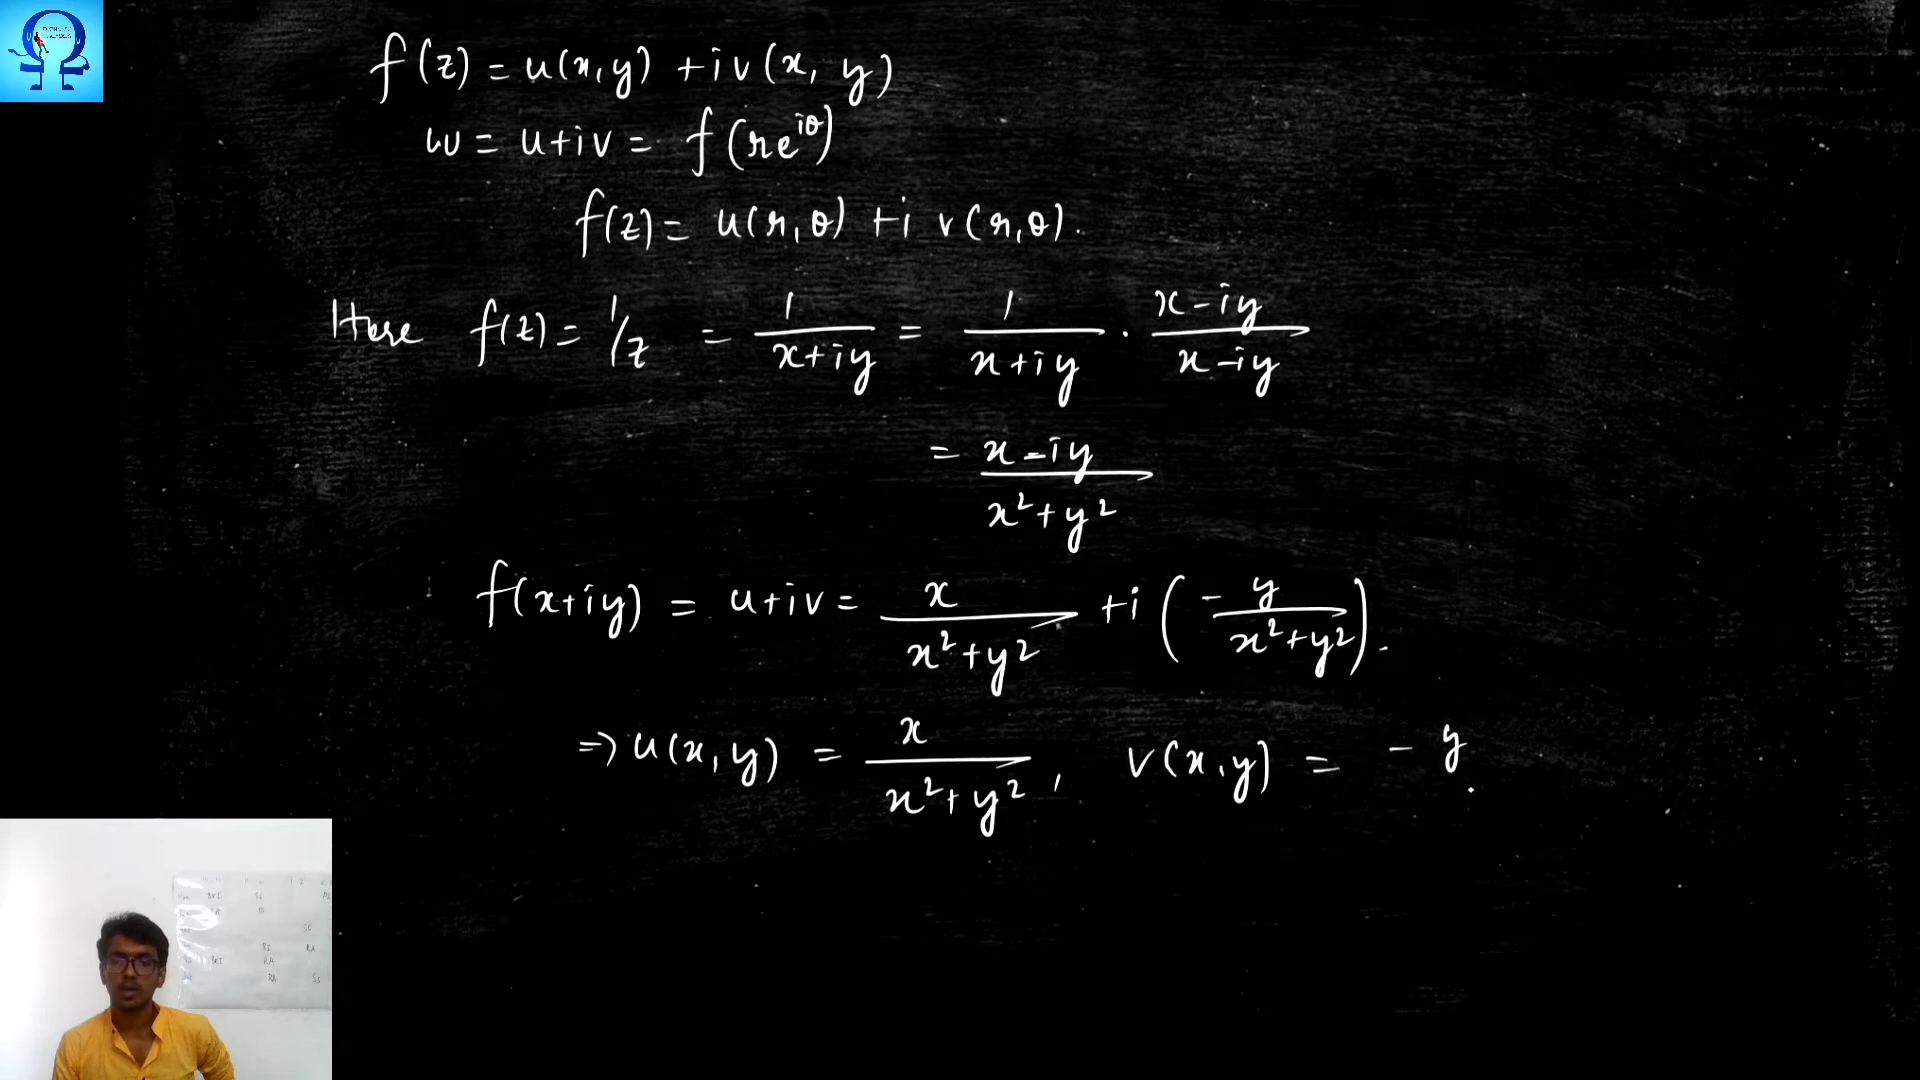 f(z) = u(x,y) + i v(x, y)
w = u+iv = f(re^{iθ})
f(z) = u(r,θ) + i v(r,θ).
Here f(z) = 1/z = 1/(x+iy) = 1/(x+iy) · (x-iy)/(x-iy)
= (x-iy)/(x²+y²)
f(x+iy) = u+iv = x/(x²+y²) + i (- y/(x²+y²)).
⇒ u(x,y) = x/(x²+y²), v(x,y) = - y